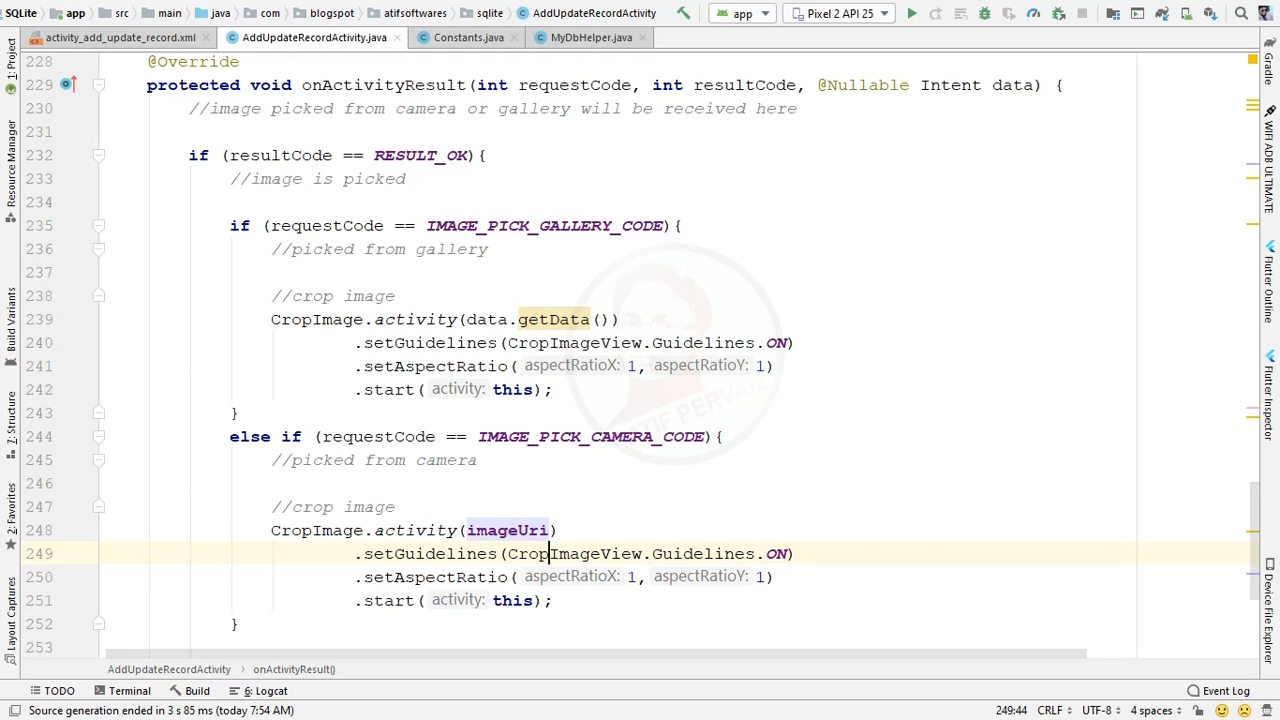 SQLite app src main java com blogspot atifsoftwares sqlite AddUpdateRecordActivity app Pixel 2 API 25
activity_add_update_record.xml AddUpdateRecordActivity.java Constants.java MyDbHelper.java
228 @Override
229 protected void onActivityResult(int requestCode, int resultCode, @Nullable Intent data) {
230 //image picked from camera or gallery will be received here
231
232 if (resultCode == RESULT_OK){
233 //image is picked
234
235 if (requestCode == IMAGE_PICK_GALLERY_CODE){
236 //picked from gallery
237
238 //crop image
239 CropImage.activity(data.getData())
240 .setGuidelines(CropImageView.Guidelines.ON)
241 .setAspectRatio( aspectRatioX: 1, aspectRatioY: 1)
242 .start( activity: this);
243 }
244 else if (requestCode == IMAGE_PICK_CAMERA_CODE){
245 //picked from camera
246
247 //crop image
248 CropImage.activity(imageUri)
249 .setGuidelines(CropImageView.Guidelines.ON)
250 .setAspectRatio( aspectRatioX: 1, aspectRatioY: 1)
251 .start( activity: this);
252 }
253
1: Project
Resource Manager
Build Variants
Z: Structure
2: Favorites
Layout Captures
Gradle
WIFI ADB ULTIMATE
Flutter Outline
Flutter Inspector
Device File Explorer
ATIF PERVAIZ
AddUpdateRecordActivity onActivityResult()
TODO Terminal Build 6: Logcat Event Log
Source generation ended in 3 s 85 ms (today 7:54 AM) 249:44 CRLF UTF-8 4 spaces